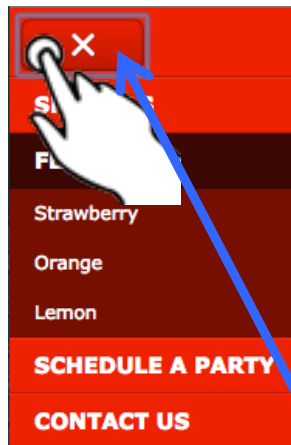 ×
Strawberry
Orange
Lemon
SCHEDULE A PARTY
CONTACT US